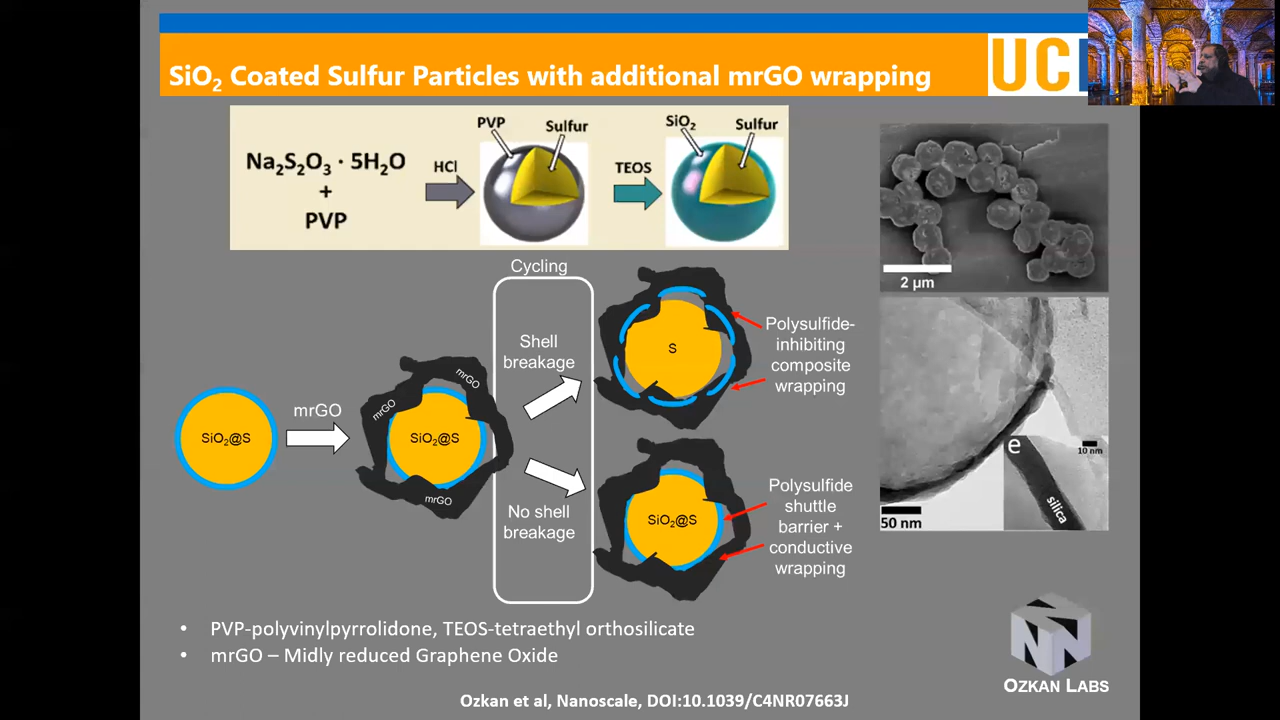 SiO₂ Coated Sulfur Particles with additional mrGO wrapping
UC
Na₂S₂O₃ · 5H₂O
+
PVP
HCl
PVP
Sulfur
TEOS
SiO₂
Sulfur
2 µm
Cycling
Shell
breakage
No shell
breakage
SiO₂@S
mrGO
mrGO
mrGO
SiO₂@S
mrGO
S
Polysulfide-
inhibiting
composite
wrapping
SiO₂@S
Polysulfide
shuttle
barrier +
conductive
wrapping
e
10 nm
silica
50 nm
• PVP-polyvinylpyrrolidone, TEOS-tetraethyl orthosilicate
• mrGO – Midly reduced Graphene Oxide
OZKAN LABS
Ozkan et al, Nanoscale, DOI:10.1039/C4NR07663J